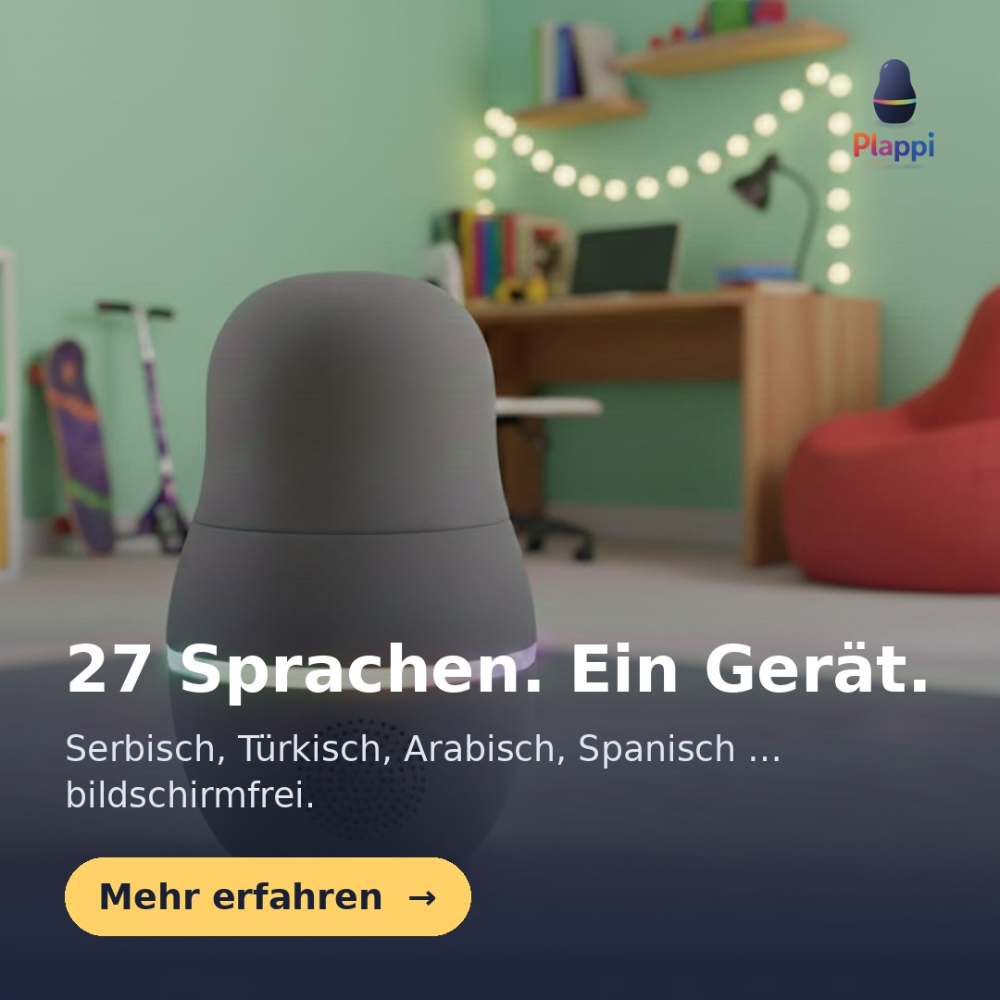 Plappi
27 Sprachen. Ein Gerät.
Serbisch, Türkisch, Arabisch, Spanisch ...
bildschirmfrei.
Mehr erfahren →